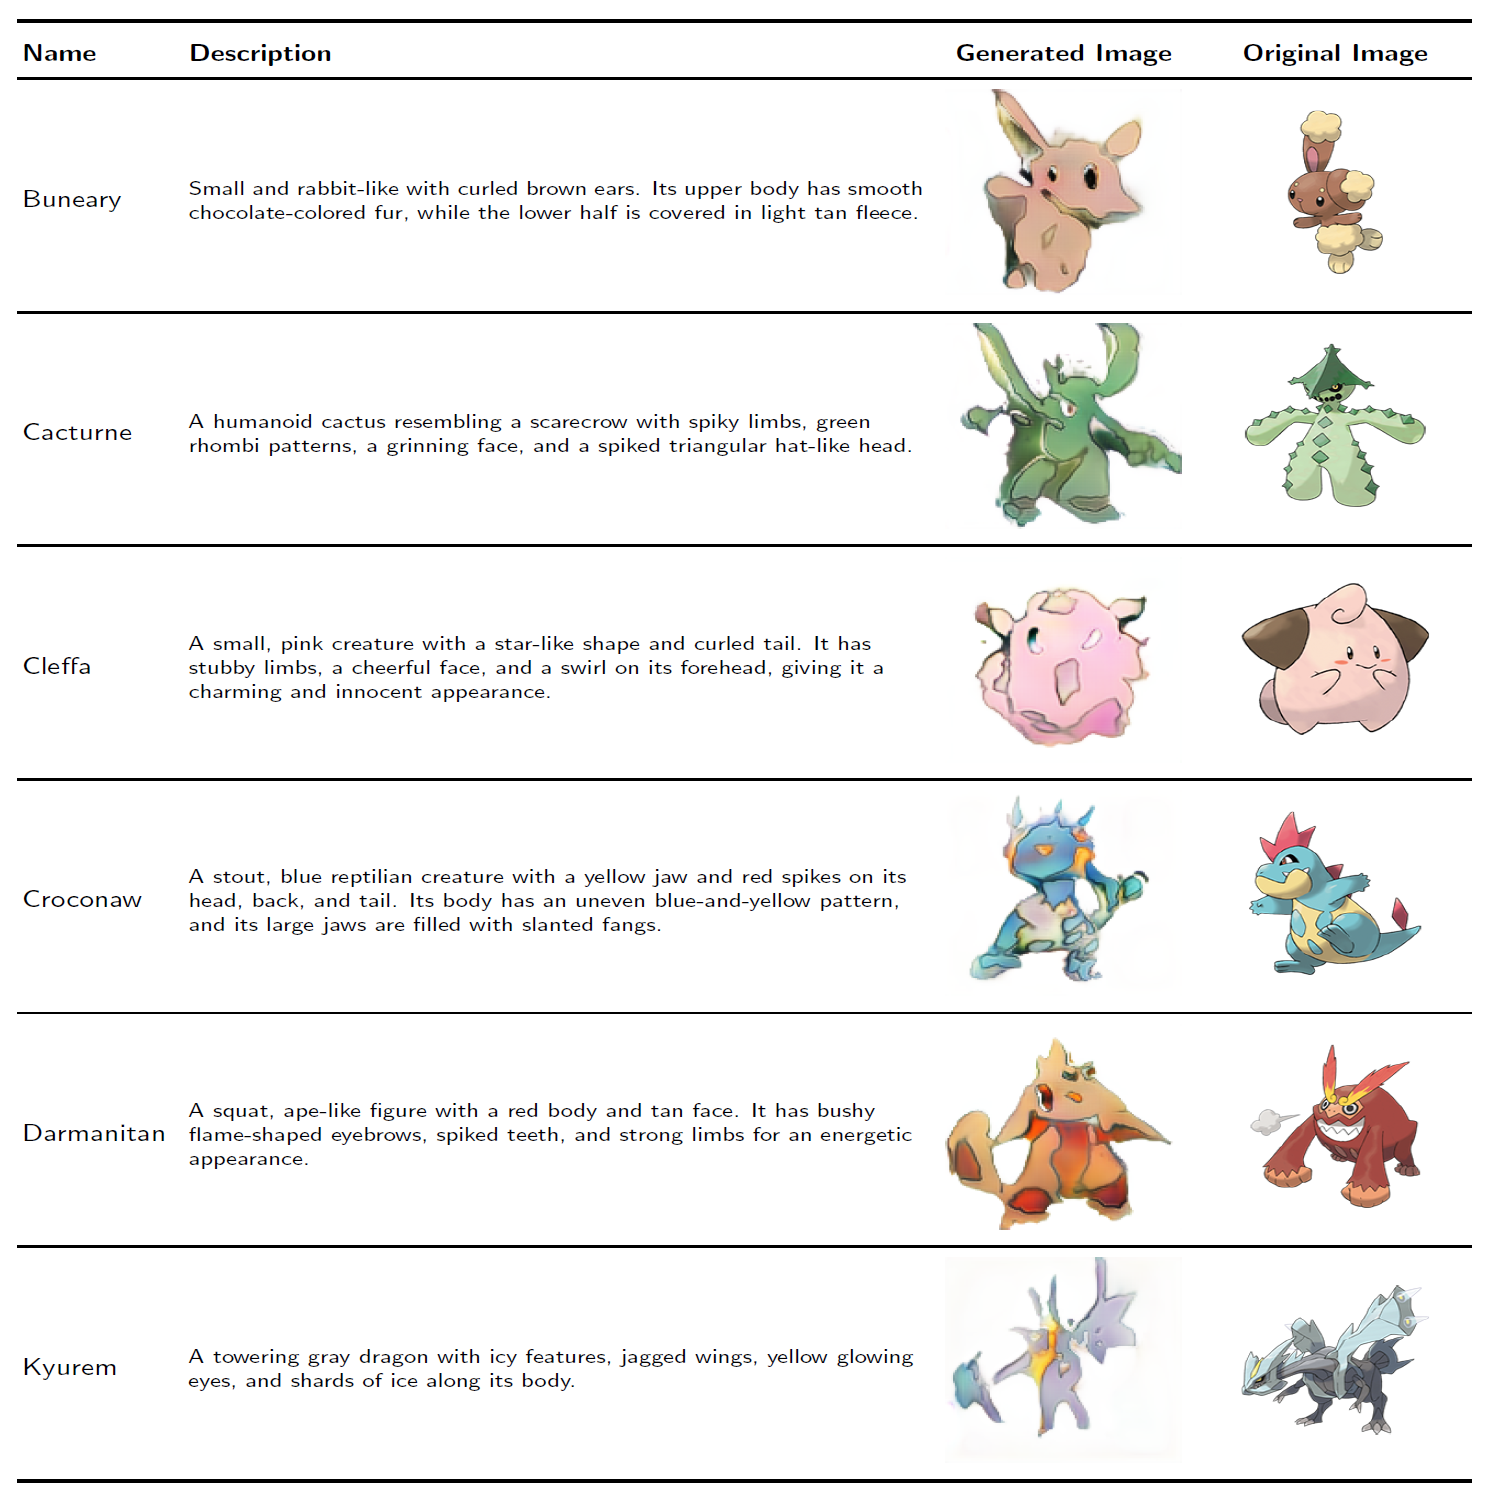 Name Description Generated Image Original Image
Buneary
Small and rabbit-like with curled brown ears. Its upper body has smooth
chocolate-colored fur, while the lower half is covered in light tan fleece.
Cacturne
A humanoid cactus resembling a scarecrow with spiky limbs, green
rhombi patterns, a grinning face, and a spiked triangular hat-like head.
Cleffa
A small, pink creature with a star-like shape and curled tail. It has
stubby limbs, a cheerful face, and a swirl on its forehead, giving it a
charming and innocent appearance.
Croconaw
A stout, blue reptilian creature with a yellow jaw and red spikes on its
head, back, and tail. Its body has an uneven blue-and-yellow pattern,
and its large jaws are filled with slanted fangs.
Darmanitan
A squat, ape-like figure with a red body and tan face. It has bushy
flame-shaped eyebrows, spiked teeth, and strong limbs for an energetic
appearance.
Kyurem
A towering gray dragon with icy features, jagged wings, yellow glowing
eyes, and shards of ice along its body.